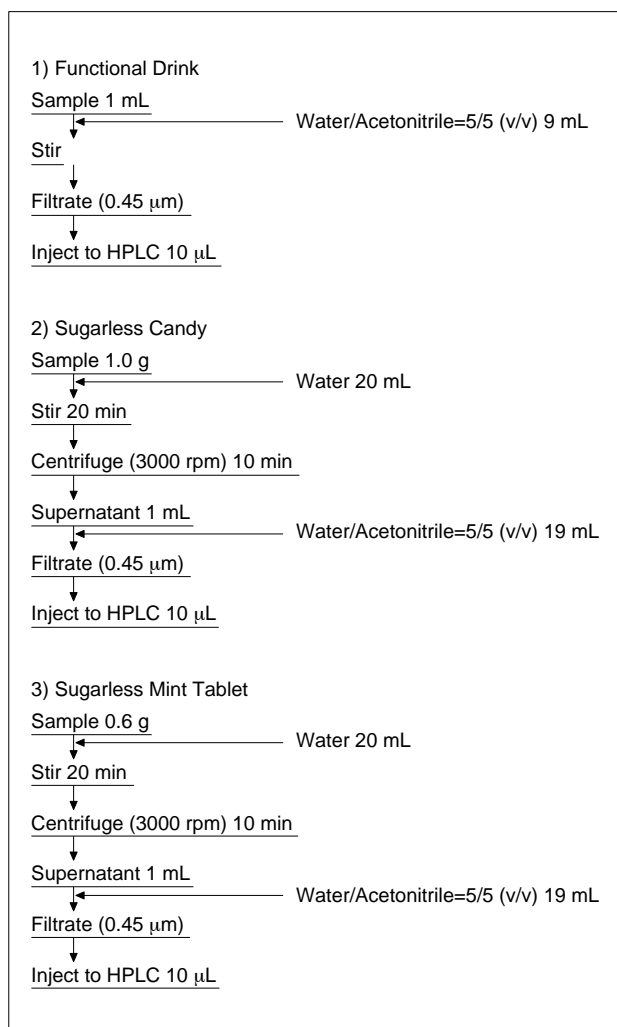 1) Functional Drink
Sample 1 mL
Water/Acetonitrile=5/5 (v/v) 9 mL
Stir
Filtrate (0.45 μm)
Inject to HPLC 10 μL
2) Sugarless Candy
Sample 1.0 g
Water 20 mL
Stir 20 min
Centrifuge (3000 rpm) 10 min
Supernatant 1 mL
Water/Acetonitrile=5/5 (v/v) 19 mL
Filtrate (0.45 μm)
Inject to HPLC 10 μL
3) Sugarless Mint Tablet
Sample 0.6 g
Water 20 mL
Stir 20 min
Centrifuge (3000 rpm) 10 min
Supernatant 1 mL
Water/Acetonitrile=5/5 (v/v) 19 mL
Filtrate (0.45 μm)
Inject to HPLC 10 μL